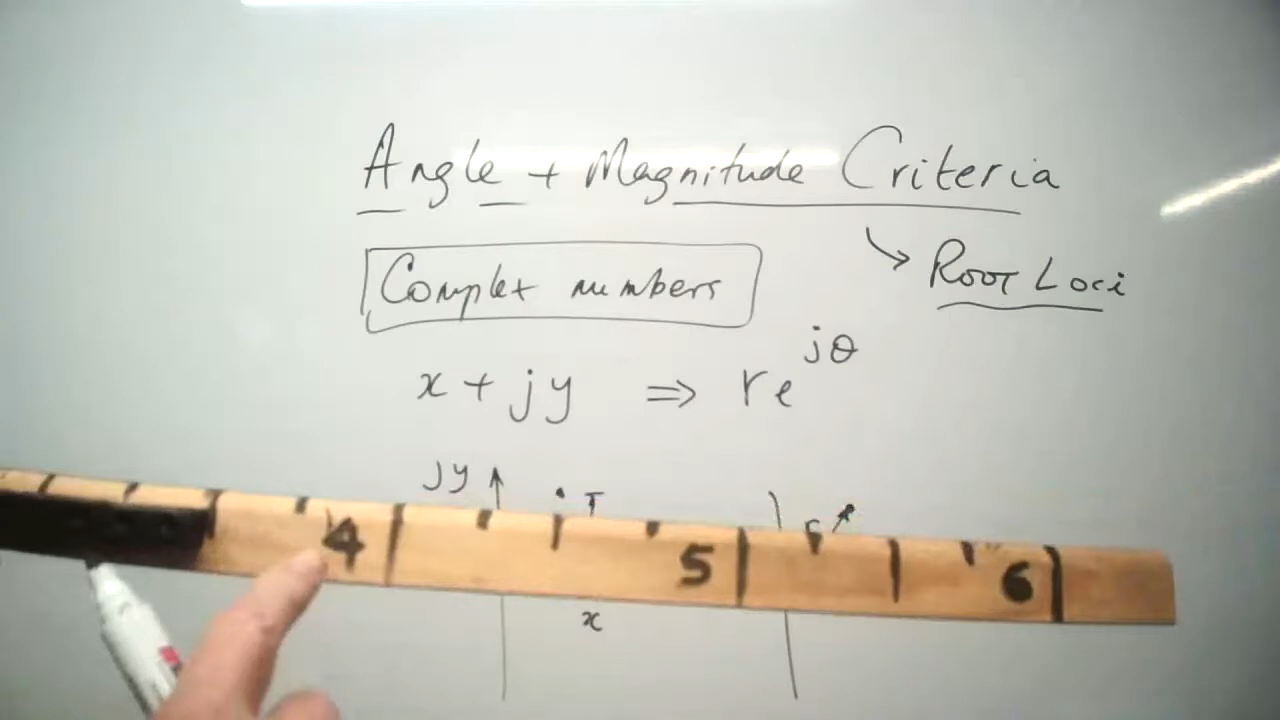 Angle + Magnitude Criteria
Root Loci
Complex numbers
x + jy ⇒ re^jθ
jy
4 5 6
x